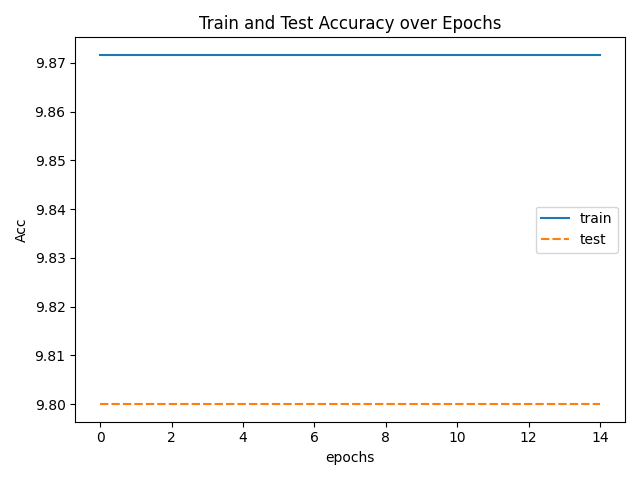 Train and Test Accuracy over Epochs
9.87
9.86
9.85
9.84
9.83
9.82
9.81
9.80
Acc
train
test
0 2 4 6 8 10 12 14
epochs